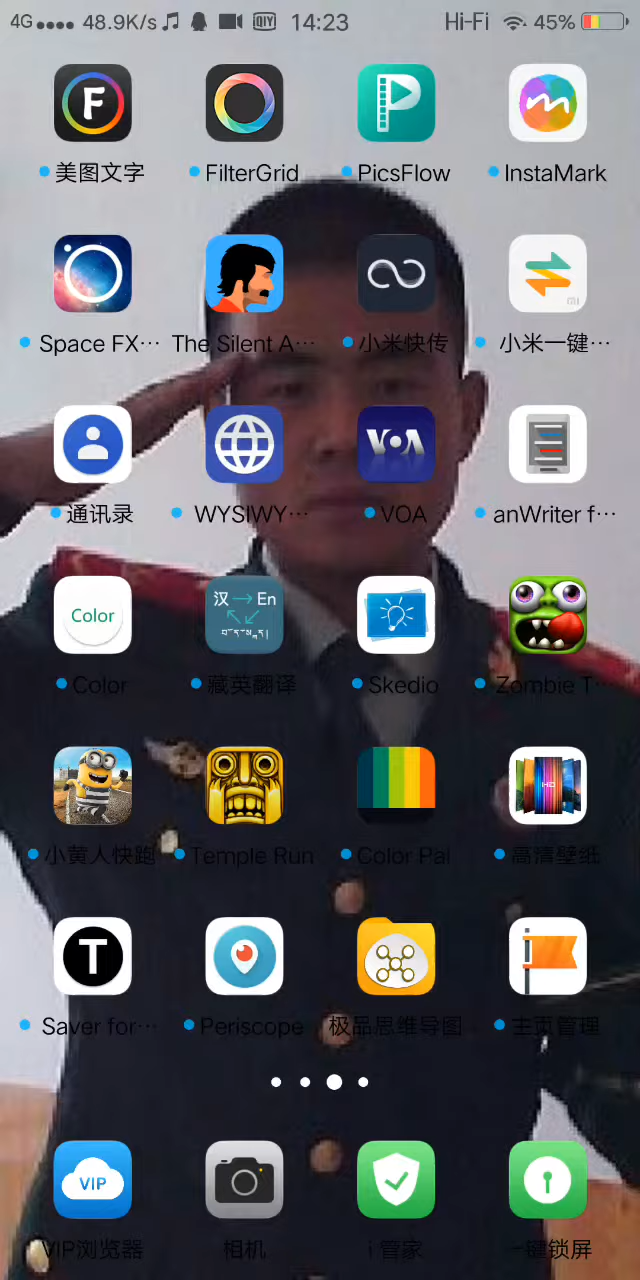 4G 48.9K/s QIY 14:23 Hi-Fi 45%
F
美图文字 FilterGrid PicsFlow InstaMark
mi
Space FX… The Silent A… 小米快传 小米一键…
VOA
通讯录 WYSIWY… VOA anWriter f…
Color 汉→En
Color 藏英翻译 Skedio Zombie T…
HD
小黄人快跑 Temple Run Color Pal 高清壁纸
T
Saver for… Periscope 极品思维导图 主页管理
VIP
VIP浏览器 相机 i 管家 一键锁屏